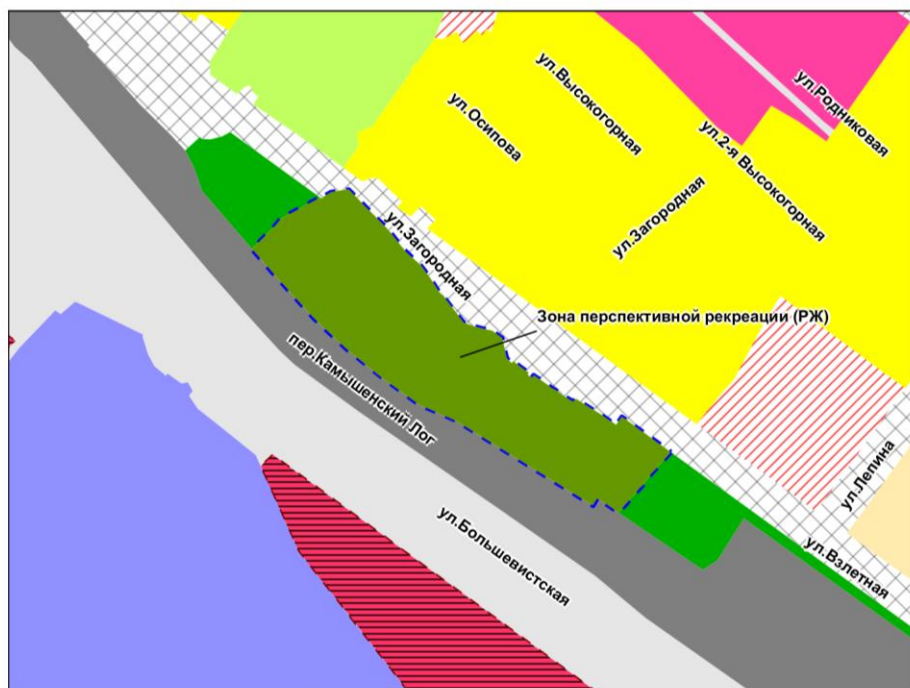 ул.Высокогорная
ул.Родниковая
ул.Осипова
ул.2-я Высокогорная
ул.Загородная
ул.Загородная
Зона перспективной рекреации (РЖ)
пер.Камышенский Лог
ул.Лепина
ул.Большевистская
ул.Взлетная